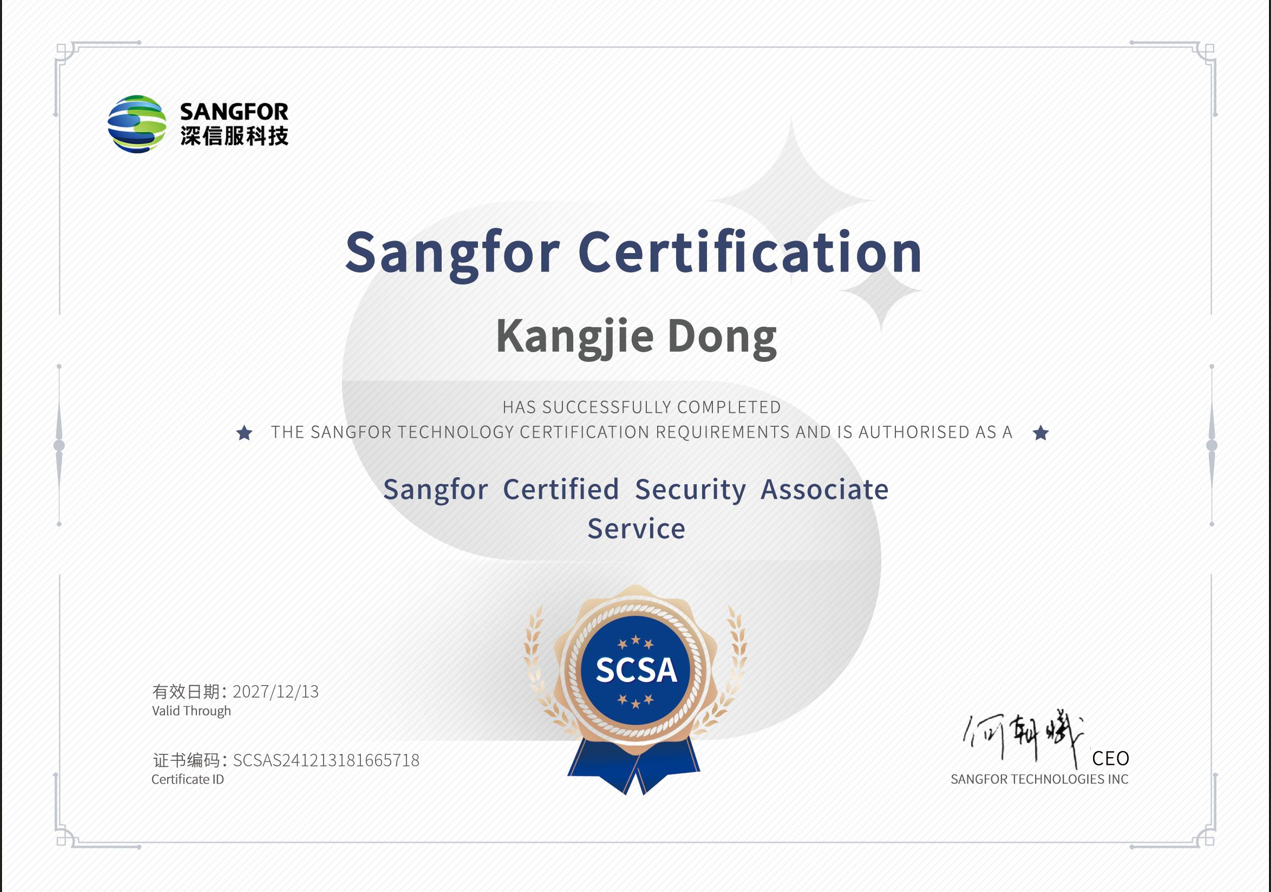 SANGFOR
深信服科技
Sangfor Certification
Kangjie Dong
HAS SUCCESSFULLY COMPLETED
THE SANGFOR TECHNOLOGY CERTIFICATION REQUIREMENTS AND IS AUTHORISED AS A
Sangfor Certified Security Associate
Service
SCSA
有效日期：2027/12/13
Valid Through
证书编码：SCSAS241213181665718
Certificate ID
何朝曦
CEO
SANGFOR TECHNOLOGIES INC